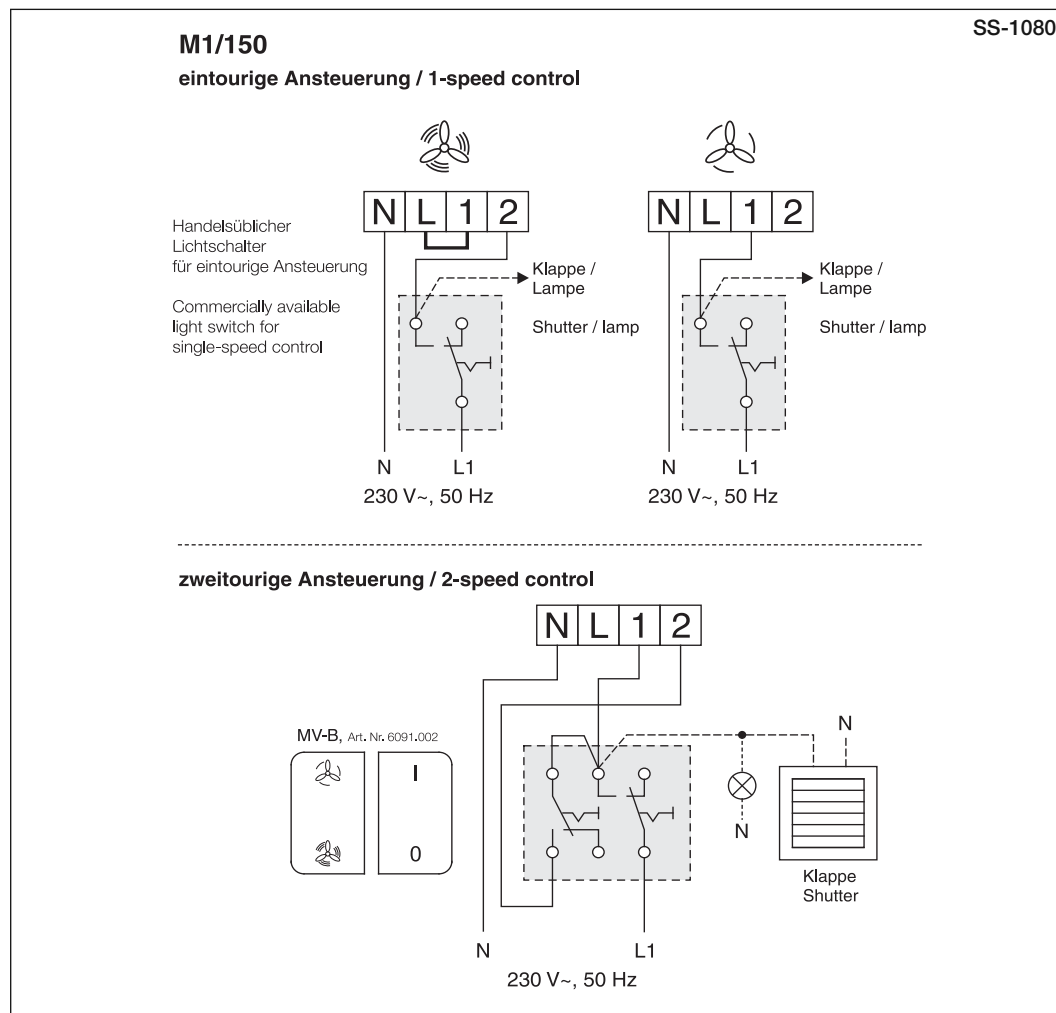 SS-1080
M1/150
eintourige Ansteuerung / 1-speed control
N L 1 2
N L 1 2
Handelsüblicher
Lichtschalter
für eintourige Ansteuerung
Commercially available
light switch for
single-speed control
Klappe /
Lampe
Shutter / lamp
Klappe /
Lampe
Shutter / lamp
N L1
230 V~, 50 Hz
N L1
230 V~, 50 Hz
zweitourige Ansteuerung / 2-speed control
N L 1 2
MV-B, Art. Nr. 6091.002
I
0
N
N
Klappe
Shutter
N L1
230 V~, 50 Hz